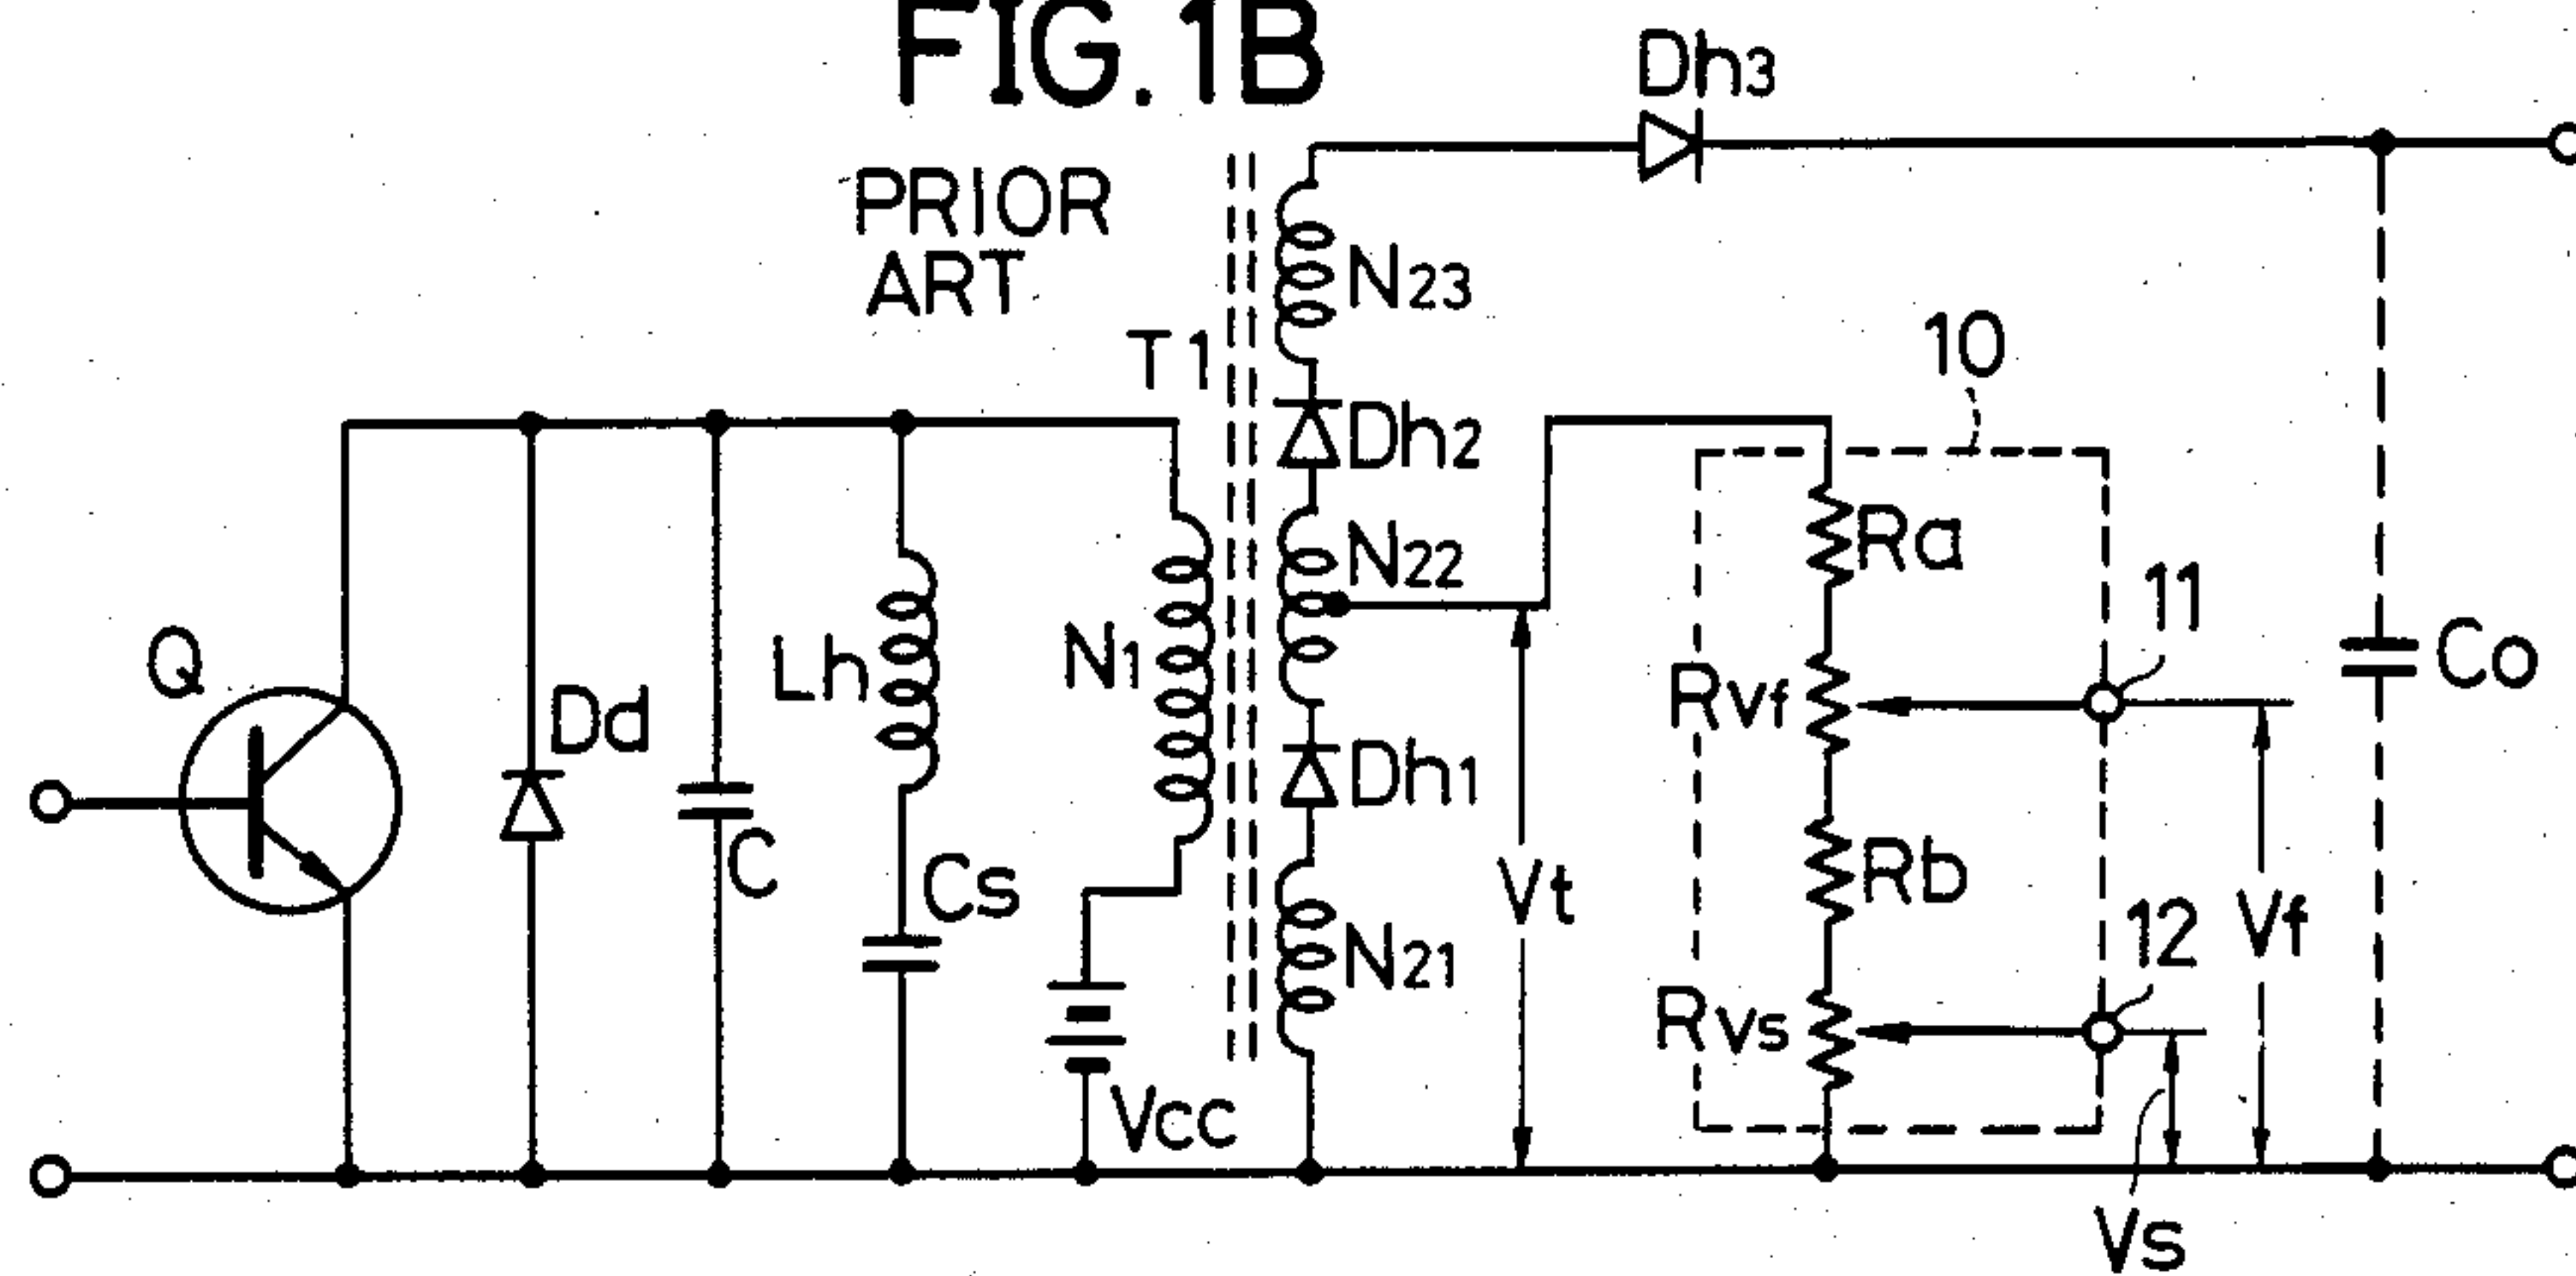 FIG. 1B
PRIOR
ART
Dh3
N23
T1
10
Dh2
Ra
N22
11
Q
Dd
Lh
N1
Rvf
Co
Dh1
C
Cs
Vt
Rb
12
Vf
N21
Rvs
Vcc
Vs